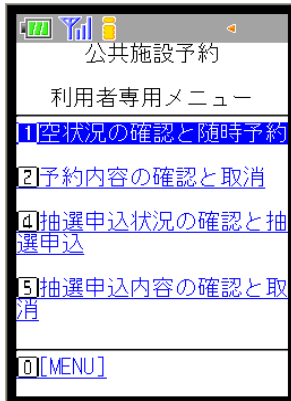 公共施設予約
利用者専用メニュー
1空状況の確認と随時予約
2予約内容の確認と取消
4抽選申込状況の確認と抽
選申込
5抽選申込内容の確認と取
消
0[MENU]